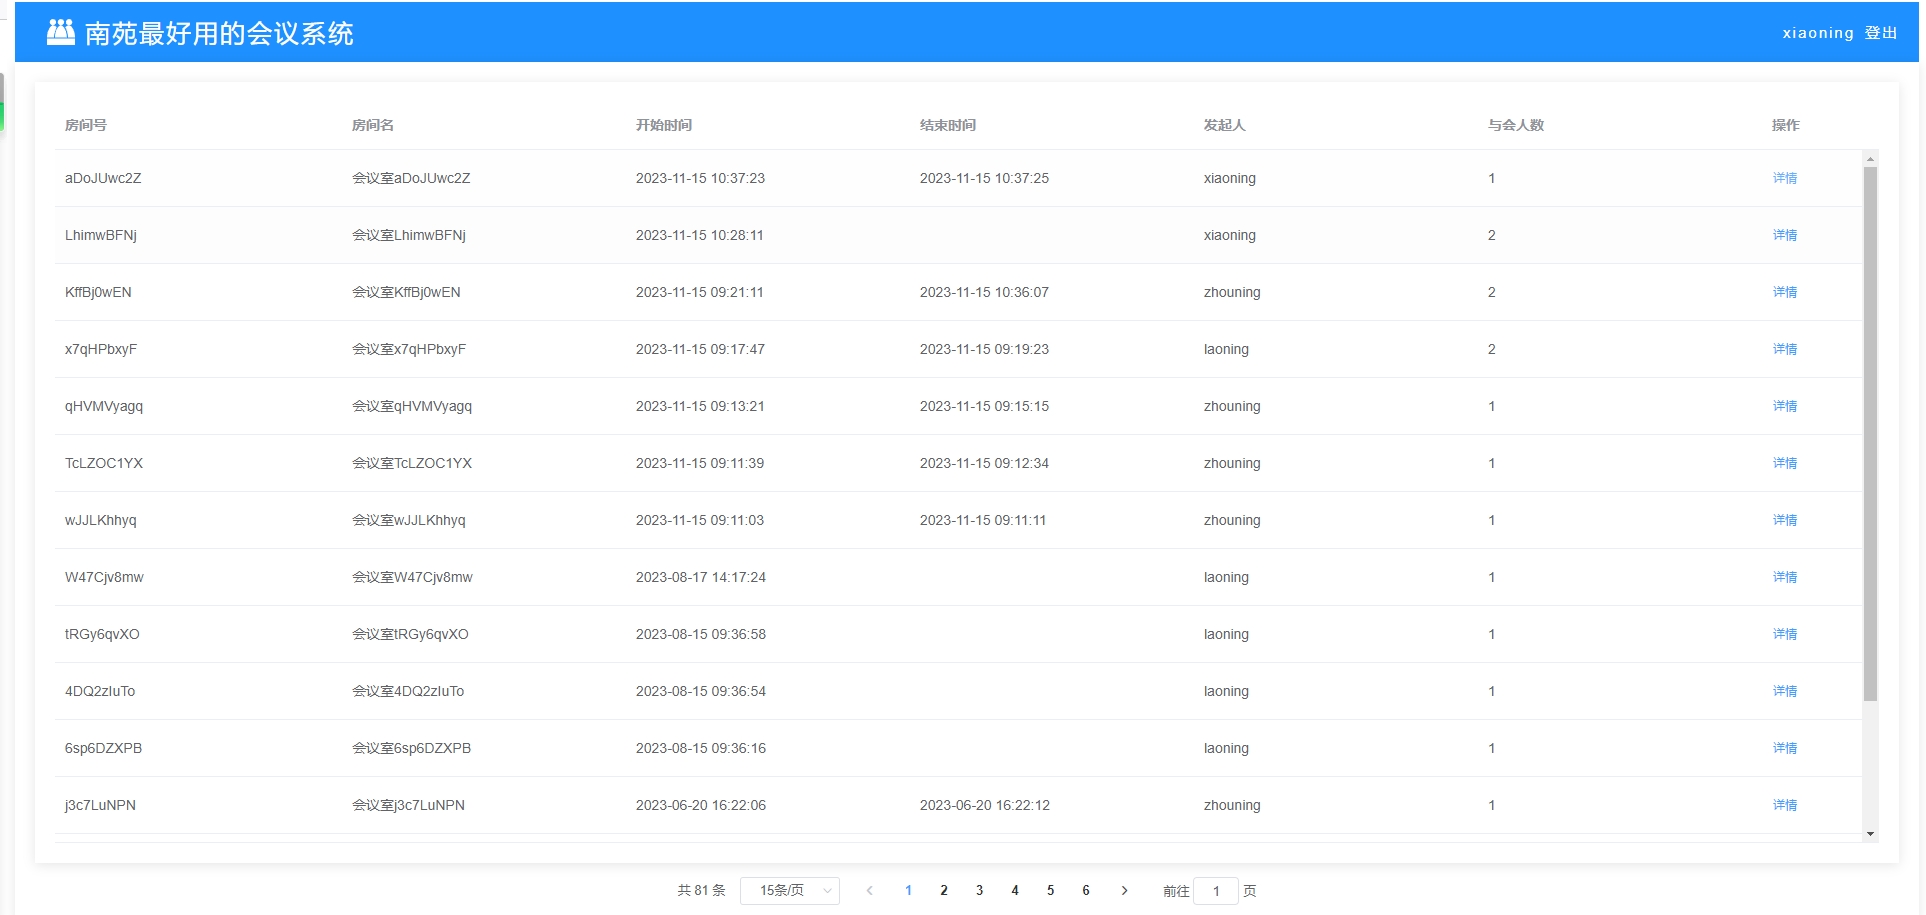 南苑最好用的会议系统 xiaoning 登出
房间号 房间名 开始时间 结束时间 发起人 与会人数 操作
aDoJUwc2Z 会议室aDoJUwc2Z 2023-11-15 10:37:23 2023-11-15 10:37:25 xiaoning 1 详情
LhimwBFNj 会议室LhimwBFNj 2023-11-15 10:28:11 xiaoning 2 详情
KffBj0wEN 会议室KffBj0wEN 2023-11-15 09:21:11 2023-11-15 10:36:07 zhouning 2 详情
x7qHPbxyF 会议室x7qHPbxyF 2023-11-15 09:17:47 2023-11-15 09:19:23 laoning 2 详情
qHVMVyagq 会议室qHVMVyagq 2023-11-15 09:13:21 2023-11-15 09:15:15 zhouning 1 详情
TcLZOC1YX 会议室TcLZOC1YX 2023-11-15 09:11:39 2023-11-15 09:12:34 zhouning 1 详情
wJJLKhhyq 会议室wJJLKhhyq 2023-11-15 09:11:03 2023-11-15 09:11:11 zhouning 1 详情
W47Cjv8mw 会议室W47Cjv8mw 2023-08-17 14:17:24 laoning 1 详情
tRGy6qvXO 会议室tRGy6qvXO 2023-08-15 09:36:58 laoning 1 详情
4DQ2zIuTo 会议室4DQ2zIuTo 2023-08-15 09:36:54 laoning 1 详情
6sp6DZXPB 会议室6sp6DZXPB 2023-08-15 09:36:16 laoning 1 详情
j3c7LuNPN 会议室j3c7LuNPN 2023-06-20 16:22:06 2023-06-20 16:22:12 zhouning 1 详情
共 81 条 15条/页 1 2 3 4 5 6 前往 1 页